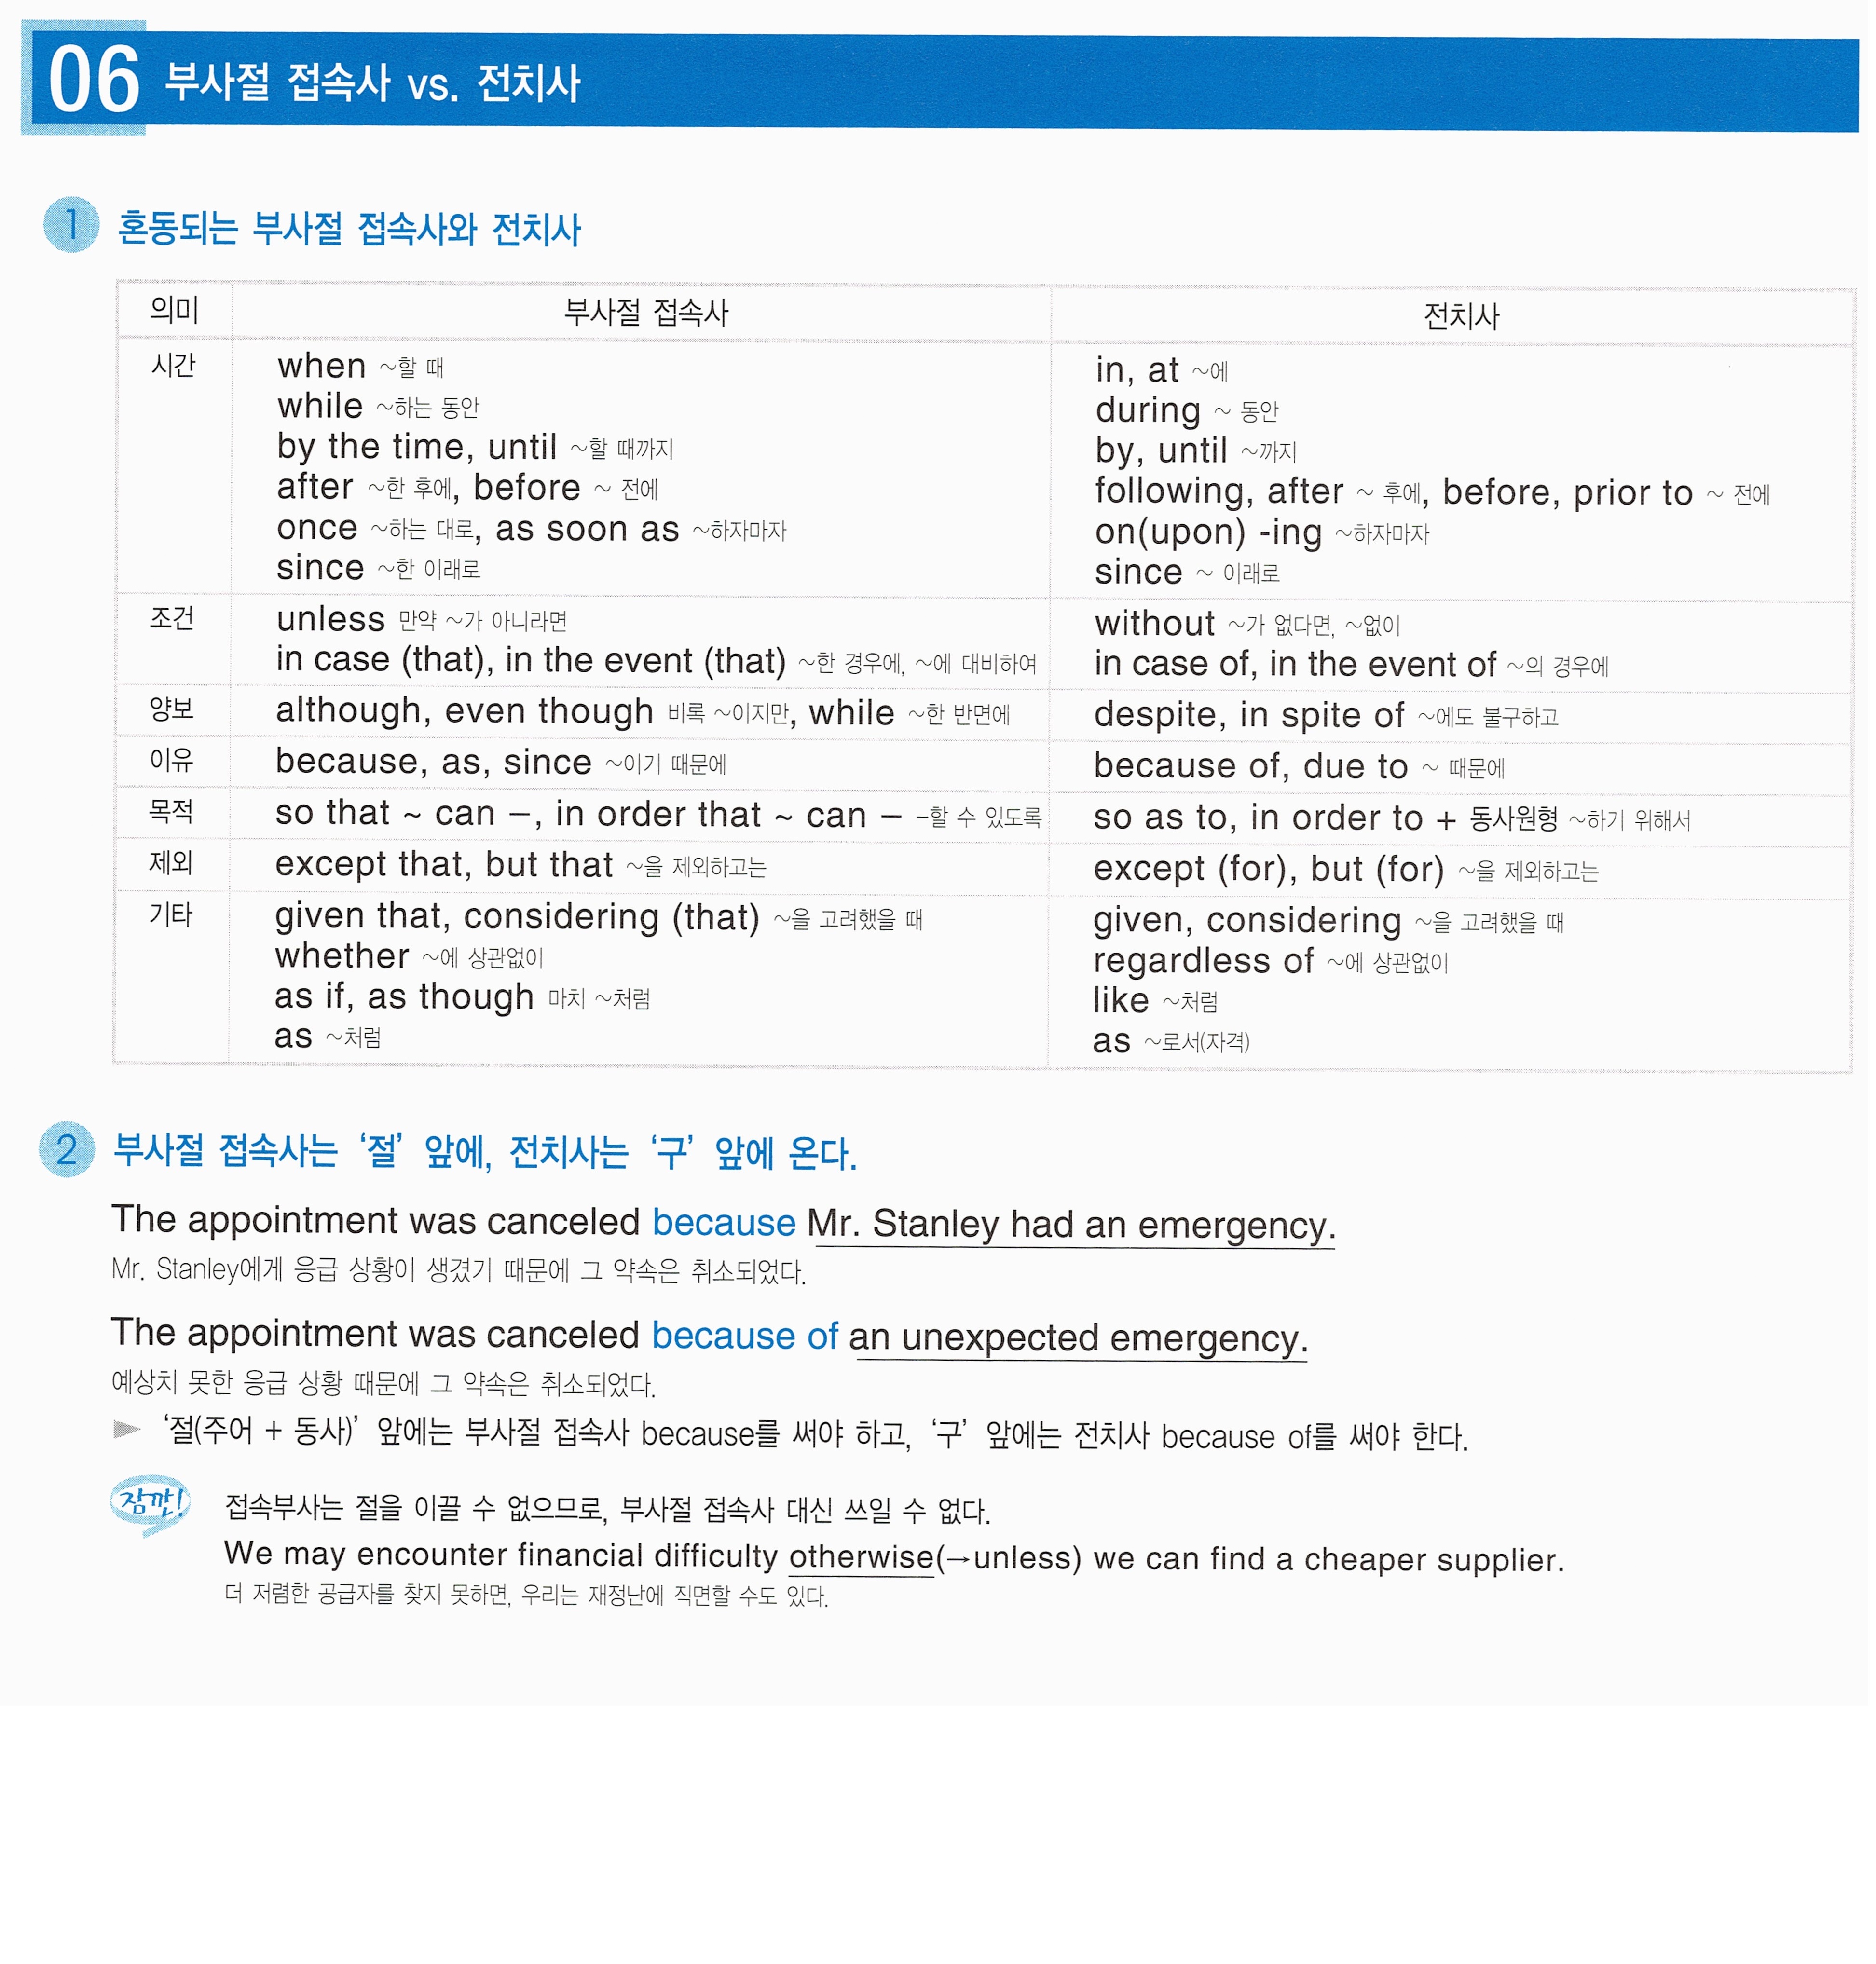 06 부사절 접속사 vs. 전치사
1 혼동되는 부사절 접속사와 전치사
의미 부사절 접속사 전치사
시간 when ~할 때 in, at ~에
while ~하는 동안 during ~ 동안
by the time, until ~할 때까지 by, until ~까지
after ~한 후에, before ~ 전에 following, after ~ 후에, before, prior to ~ 전에
once ~하는 대로, as soon as ~하자마자 on(upon) -ing ~하자마자
since ~한 이래로 since ~ 이래로
조건 unless 만약 ~가 아니라면 without ~가 없다면, ~없이
in case (that), in the event (that) ~한 경우에, ~에 대비하여 in case of, in the event of ~의 경우에
양보 although, even though 비록 ~이지만, while ~한 반면에 despite, in spite of ~에도 불구하고
이유 because, as, since ~이기 때문에 because of, due to ~ 때문에
목적 so that ~ can –, in order that ~ can – –할 수 있도록 so as to, in order to + 동사원형 ~하기 위해서
제외 except that, but that ~을 제외하고는 except (for), but (for) ~을 제외하고는
기타 given that, considering (that) ~을 고려했을 때 given, considering ~을 고려했을 때
whether ~에 상관없이 regardless of ~에 상관없이
as if, as though 마치 ~처럼 like ~처럼
as ~처럼 as ~로서(자격)
2 부사절 접속사는 ‘절’ 앞에, 전치사는 ‘구’ 앞에 온다.
The appointment was canceled because Mr. Stanley had an emergency.
Mr. Stanley에게 응급 상황이 생겼기 때문에 그 약속은 취소되었다.
The appointment was canceled because of an unexpected emergency.
예상치 못한 응급 상황 때문에 그 약속은 취소되었다.
▶ ‘절(주어 + 동사)’ 앞에는 부사절 접속사 because를 써야 하고, ‘구’ 앞에는 전치사 because of를 써야 한다.
잠깐! 접속부사는 절을 이끌 수 없으므로, 부사절 접속사 대신 쓰일 수 없다.
We may encounter financial difficulty otherwise(→unless) we can find a cheaper supplier.
더 저렴한 공급자를 찾지 못하면, 우리는 재정난에 직면할 수도 있다.